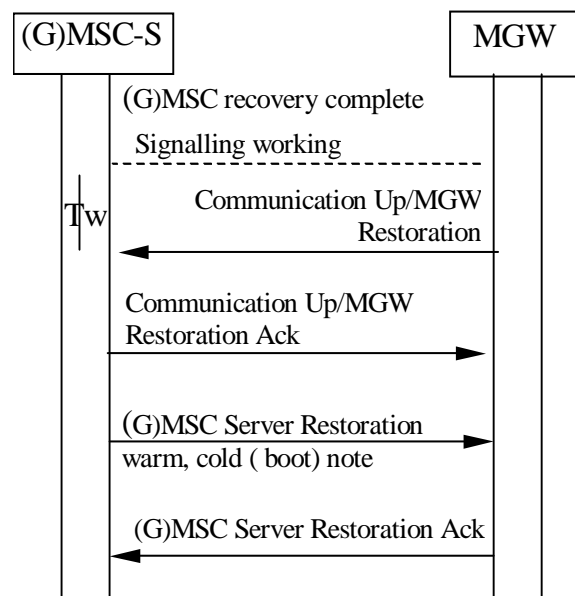 (G)MSC-S
MGW
(G)MSC recovery complete
Signalling working
Tw
Communication Up/MGW
Restoration
Communication Up/MGW
Restoration Ack
(G)MSC Server Restoration
warm, cold ( boot) note
(G)MSC Server Restoration Ack